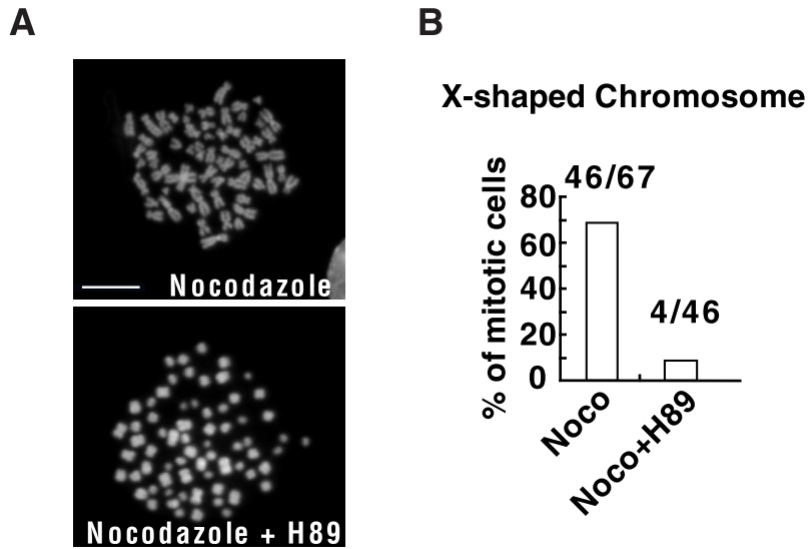 A
Nocodazole
Nocodazole + H89
B
X-shaped Chromosome
% of mitotic cells
80
60
40
20
0
46/67
4/46
Noco
Noco+H89